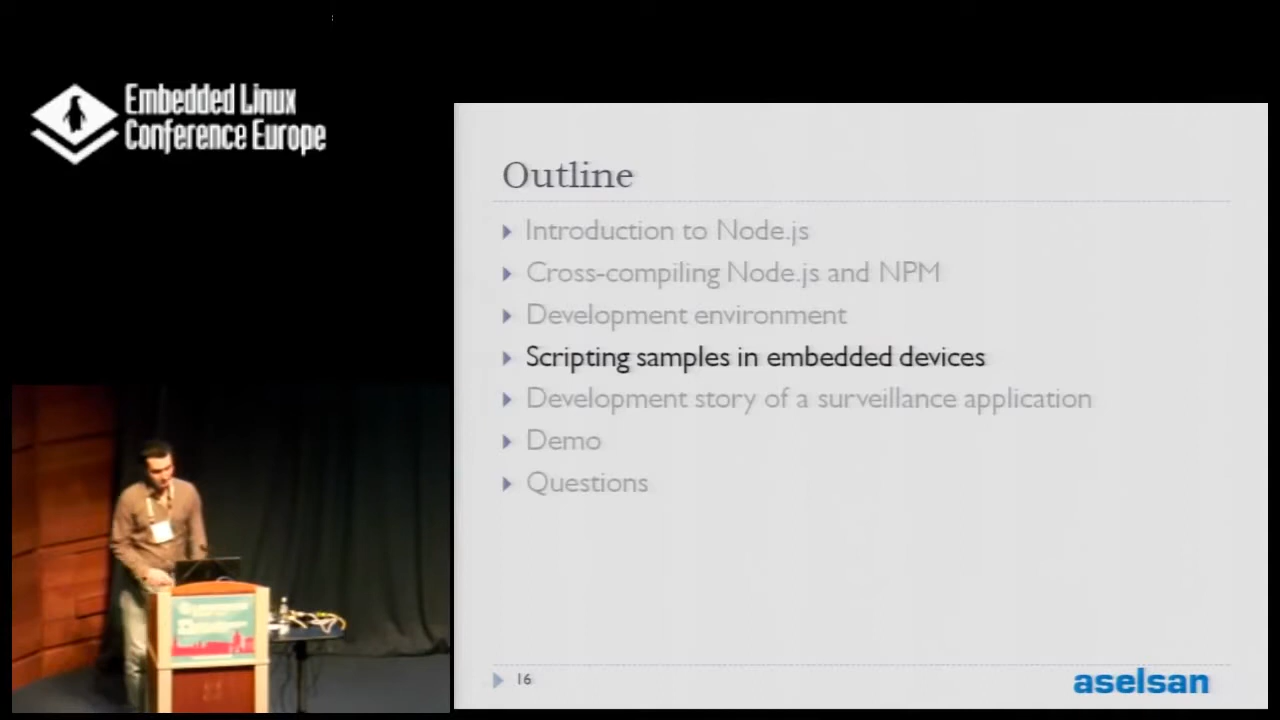 Embedded Linux
Conference Europe
Outline
Introduction to Node.js
Cross-compiling Node.js and NPM
Development environment
Scripting samples in embedded devices
Development story of a surveillance application
Demo
Questions
16
aselsan